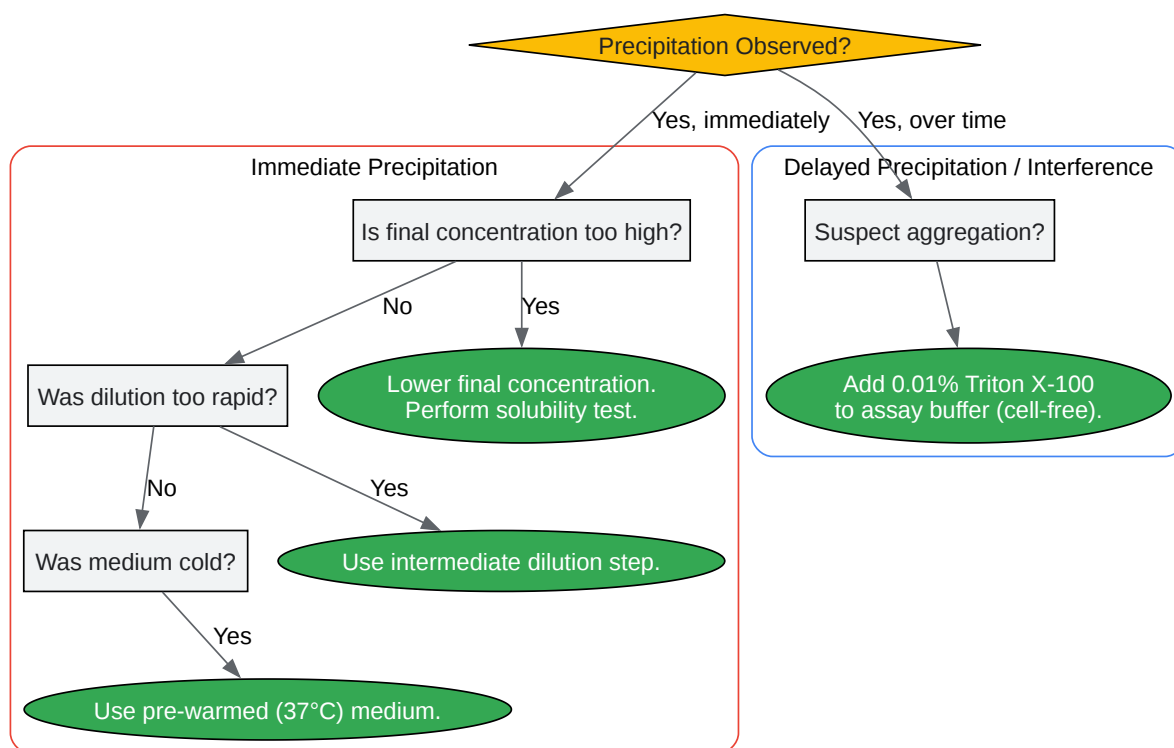 Precipitation Observed?
Yes, immediately
Yes, over time
Immediate Precipitation
Delayed Precipitation / Interference
Is final concentration too high?
Suspect aggregation?
No
Yes
Was dilution too rapid?
Lower final concentration.
Perform solubility test.
Add 0.01% Triton X-100
to assay buffer (cell-free).
No
Yes
Was medium cold?
Use intermediate dilution step.
Yes
Use pre-warmed (37°C) medium.